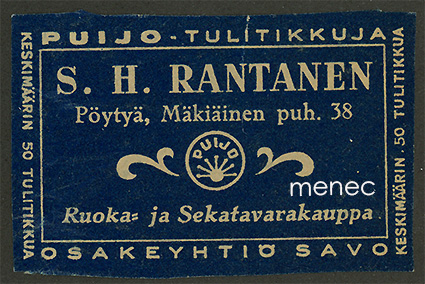 PUIJO-TULITIKKUJA
S. H. RANTANEN
Pöytyä, Mäkiäinen puh. 38
PUIJO
menec
Ruoka= ja Sekatavarakauppa
OSAKEYHTIÖ SAVO
KESKIMÄÄRIN 50 TULITIKKUA
KESKIMÄÄRIN 50 TULITIKKUA